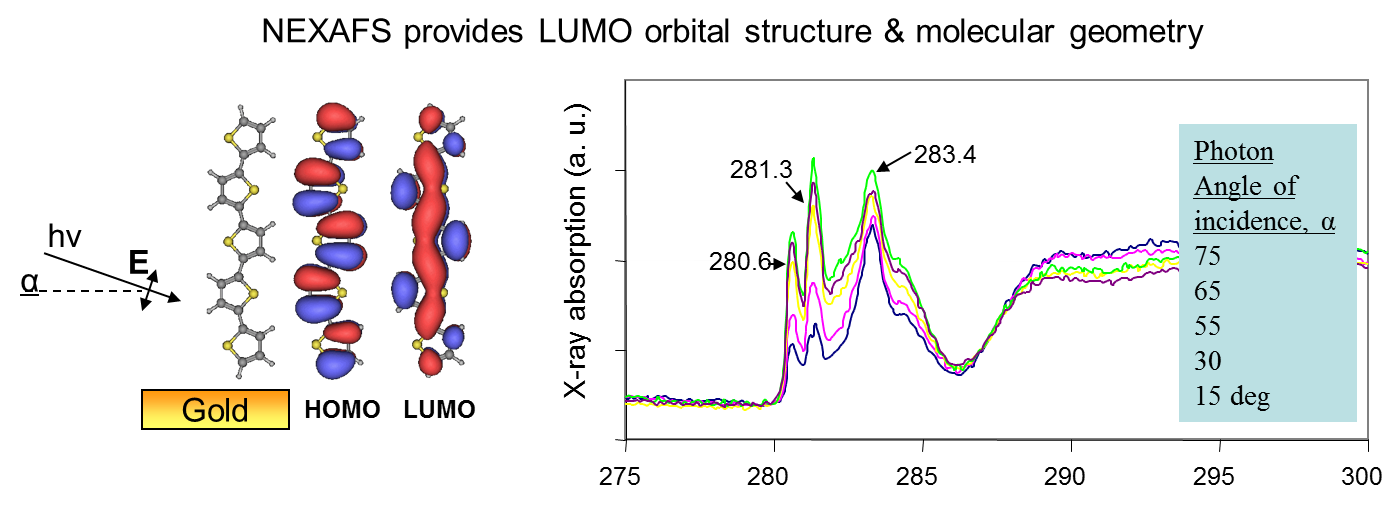 NEXAFS provides LUMO orbital structure & molecular geometry
hv
α
E
Gold
HOMO
LUMO
X-ray absorption (a. u.)
280.6
281.3
283.4
Photon
Angle of
incidence, α
75
65
55
30
15 deg
275
280
285
290
295
300